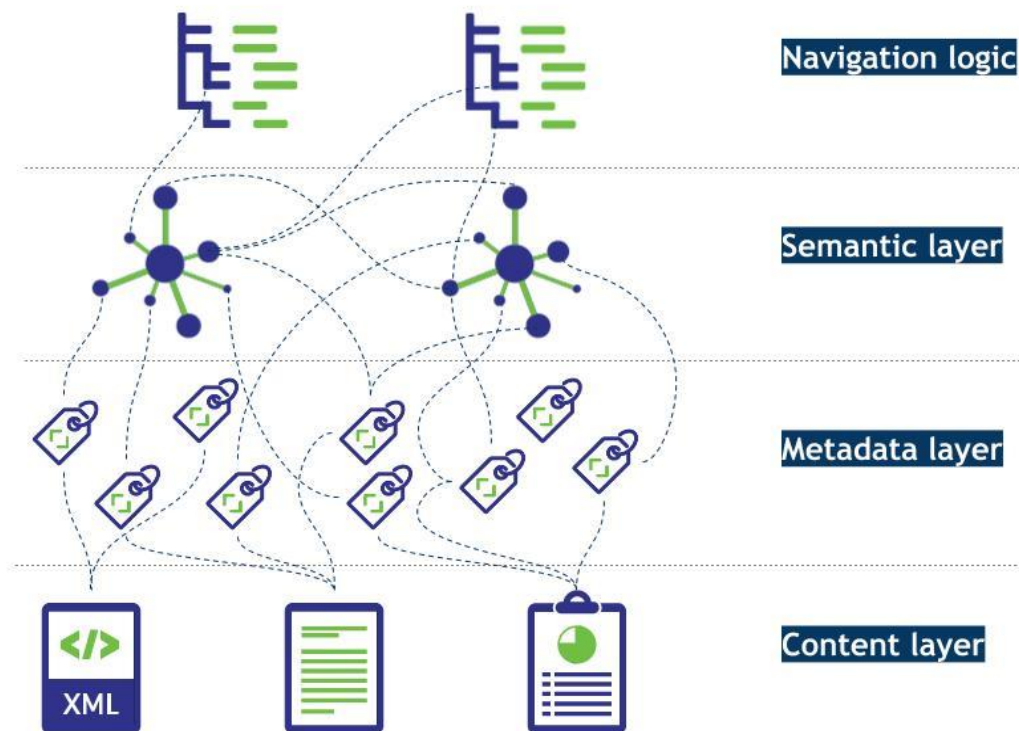 Navigation logic
Semantic layer
Metadata layer
</>
XML
Content layer